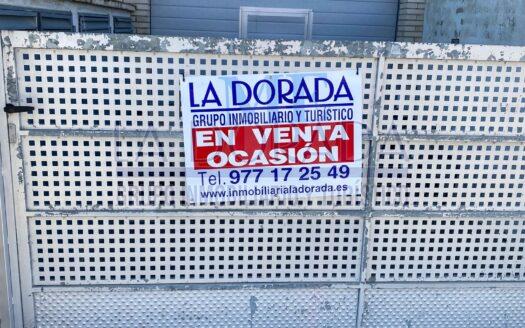 LA DORADA
GRUPO INMOBILIARIO Y TURÍSTICO
EN VENTA
OCASIÓN
Tel. 977 17 25 49
www.inmobiliarialadorada.es